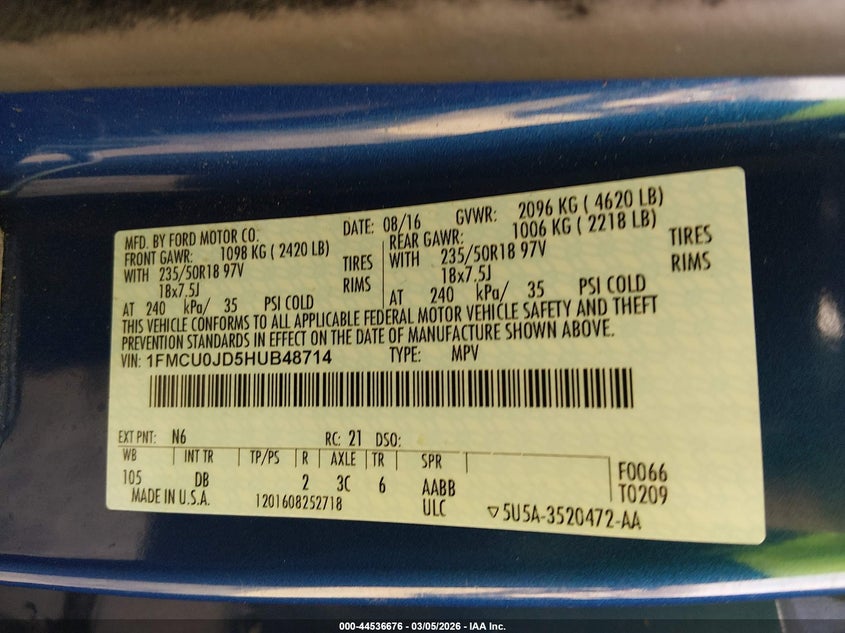 MFD. BY FORD MOTOR CO. DATE: 08/16 GVWR: 2096 KG ( 4620 LB)
FRONT GAWR: 1098 KG ( 2420 LB) REAR GAWR: 1006 KG ( 2218 LB)
WITH 235/50R18 97V TIRES WITH 235/50R18 97V TIRES
18x7.5J RIMS 18x7.5J RIMS
AT 240 kPa/ 35 PSI COLD AT 240 kPa/ 35 PSI COLD
THIS VEHICLE CONFORMS TO ALL APPLICABLE FEDERAL MOTOR VEHICLE SAFETY AND THEFT
PREVENTION STANDARDS IN EFFECT ON THE DATE OF MANUFACTURE SHOWN ABOVE.
VIN: 1FMCU0JD5HUB48714 TYPE: MPV
EXT PNT: N6 RC: 21 DSO:
WB INT TR TP/PS R AXLE TR SPR
105 DB 2 3C 6 AABB F0066
MADE IN U.S.A. 1201608252718 ULC T0209
▽5U5A-3520472-AA
000-44536676 - 03/05/2026 - IAA Inc.